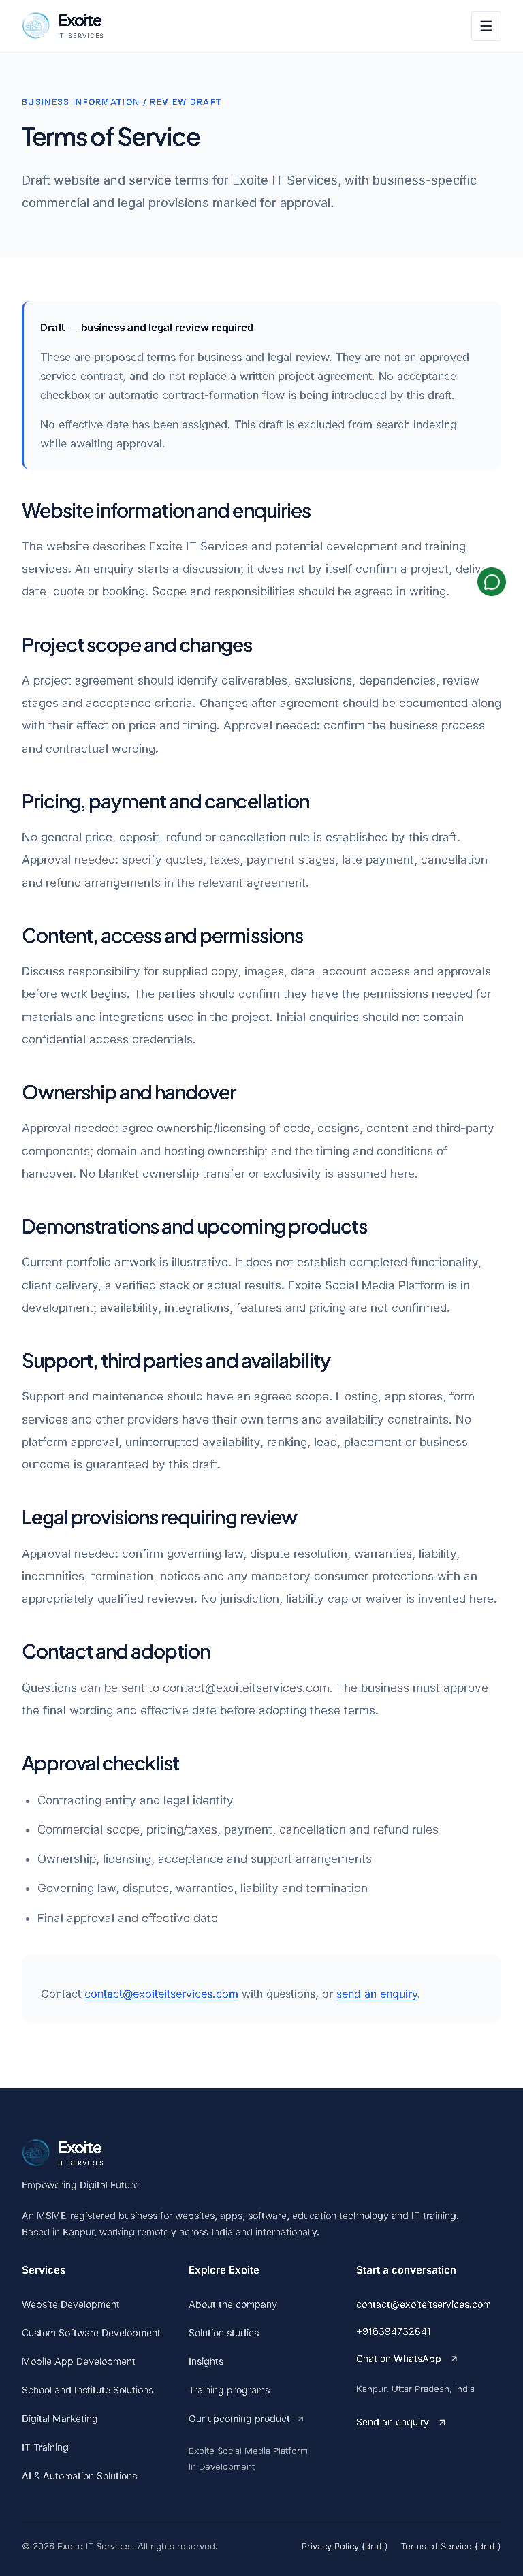 Exoite
IT SERVICES
BUSINESS INFORMATION / REVIEW DRAFT
Terms of Service
Draft website and service terms for Exoite IT Services, with business-specific
commercial and legal provisions marked for approval.
Draft — business and legal review required
These are proposed terms for business and legal review. They are not an approved
service contract, and do not replace a written project agreement. No acceptance
checkbox or automatic contract-formation flow is being introduced by this draft.
No effective date has been assigned. This draft is excluded from search indexing
while awaiting approval.
Website information and enquiries
The website describes Exoite IT Services and potential development and training
services. An enquiry starts a discussion; it does not by itself confirm a project,
date, quote or booking. Scope and responsibilities should be agreed in writing.
Project scope and changes
A project agreement should identify deliverables, exclusions, dependencies, review
stages and acceptance criteria. Changes after agreement should be documented along
with their effect on price and timing. Approval needed: confirm the business process
and contractual wording.
Pricing, payment and cancellation
No general price, deposit, refund or cancellation rule is established by this draft.
Approval needed: specify quotes, taxes, payment stages, late payment, cancellation
and refund arrangements in the relevant agreement.
Content, access and permissions
Discuss responsibility for supplied copy, images, data, account access and approvals
before work begins. The parties should confirm they have the permissions needed for
materials and integrations used in the project. Initial enquiries should not contain
confidential access credentials.
Ownership and handover
Approval needed: agree ownership/licensing of code, designs, content and third-party
components; domain and hosting ownership; and the timing and conditions of
handover. No blanket ownership transfer or exclusivity is assumed here.
Demonstrations and upcoming products
Current portfolio artwork is illustrative. It does not establish completed functionality,
client delivery, a verified stack or actual results. Exoite Social Media Platform is in
development; availability, integrations, features and pricing are not confirmed.
Support, third parties and availability
Support and maintenance should have an agreed scope. Hosting, app stores, form
services and other providers have their own terms and availability constraints. No
platform approval, uninterrupted availability, ranking, lead, placement or business
outcome is guaranteed by this draft.
Legal provisions requiring review
Approval needed: confirm governing law, dispute resolution, warranties, liability,
indemnities, termination, notices and any mandatory consumer protections with an
appropriately qualified reviewer. No jurisdiction, liability cap or waiver is invented here.
Contact and adoption
Questions can be sent to contact@exoiteitservices.com. The business must approve
the final wording and effective date before adopting these terms.
Approval checklist
• Contracting entity and legal identity
• Commercial scope, pricing/taxes, payment, cancellation and refund rules
• Ownership, licensing, acceptance and support arrangements
• Governing law, disputes, warranties, liability and termination
• Final approval and effective date
Contact contact@exoiteitservices.com with questions, or send an enquiry.
Exoite
IT SERVICES
Empowering Digital Future
An MSME-registered business for websites, apps, software, education technology and IT training.
Based in Kanpur, working remotely across India and internationally.
Services
Website Development
Custom Software Development
Mobile App Development
School and Institute Solutions
Digital Marketing
IT Training
AI & Automation Solutions
Explore Exoite
About the company
Solution studies
Insights
Training programs
Our upcoming product
Exoite Social Media Platform
In Development
Start a conversation
contact@exoiteitservices.com
+916394732841
Chat on WhatsApp
Kanpur, Uttar Pradesh, India
Send an enquiry
© 2026 Exoite IT Services. All rights reserved.
Privacy Policy (draft) Terms of Service (draft)